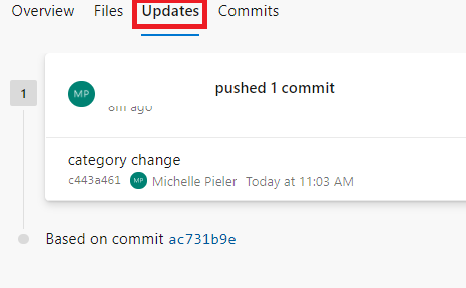 Overview Files Updates Commits
1
MP
pushed 1 commit
8m ago
category change
c443a461 MP Michelle Pieler Today at 11:03 AM
Based on commit ac731b9e